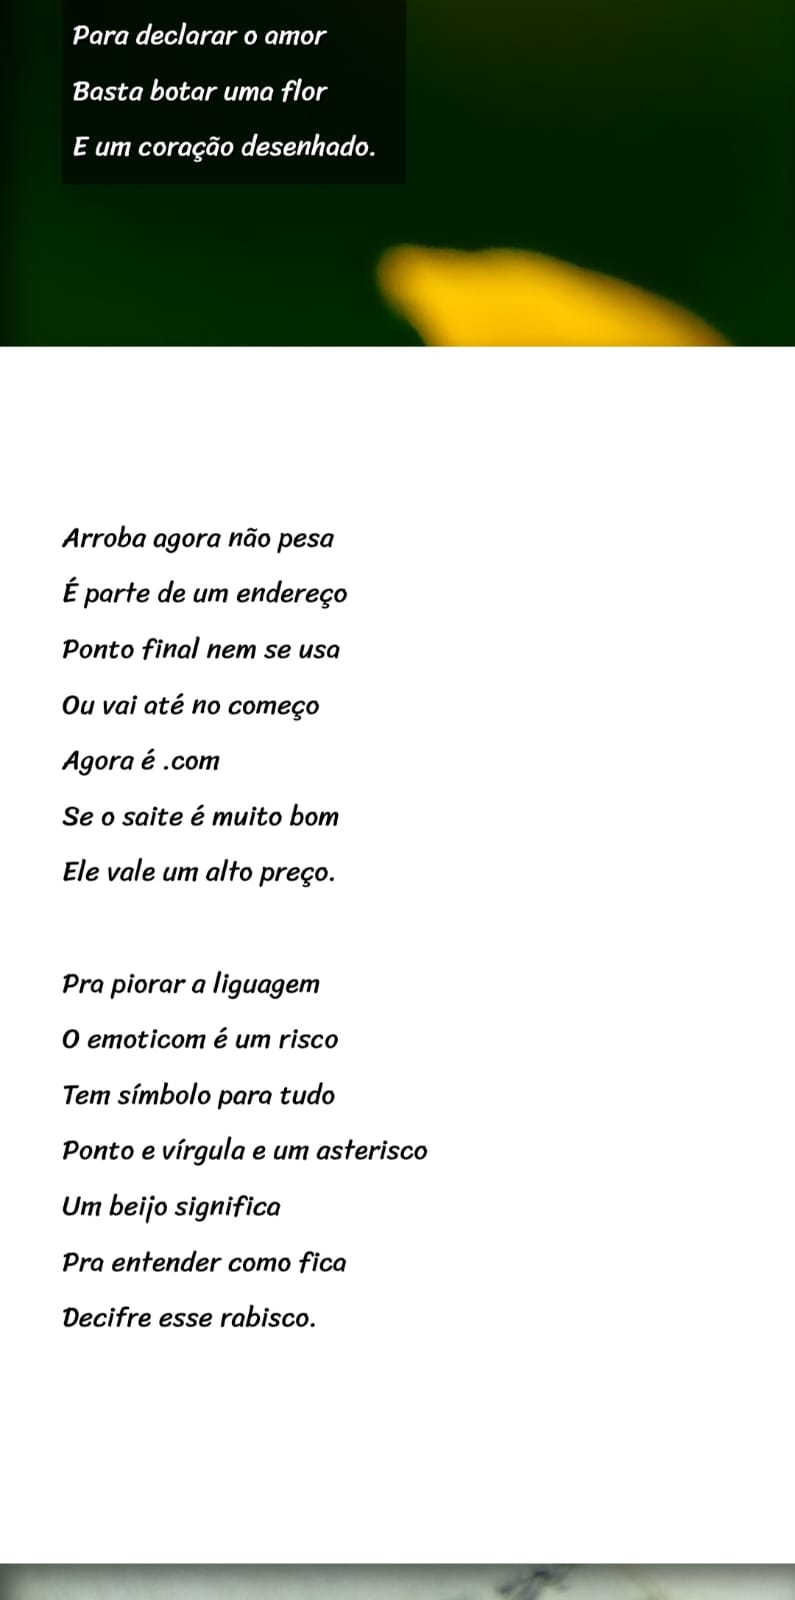 Para declarar o amor
Basta botar uma flor
E um coração desenhado.
Arroba agora não pesa
É parte de um endereço
Ponto final nem se usa
Ou vai até no começo
Agora é .com
Se o saite é muito bom
Ele vale um alto preço.
Pra piorar a liguagem
O emoticom é um risco
Tem símbolo para tudo
Ponto e vírgula e um asterisco
Um beijo significa
Pra entender como fica
Decifre esse rabisco.